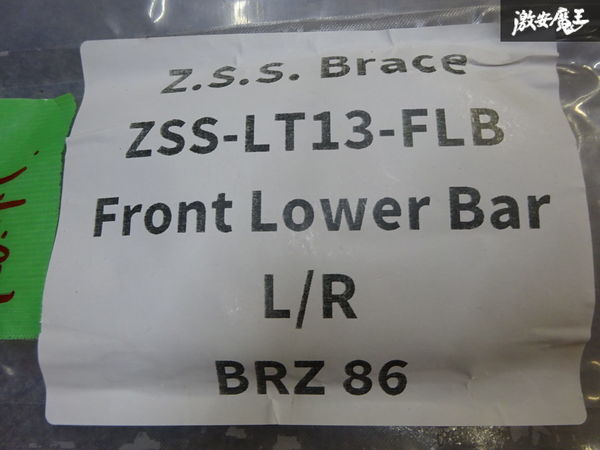 激安魔王
Z.S.S. Brace
ZSS-LT13-FLB
Front Lower Bar
L/R
BRZ 86